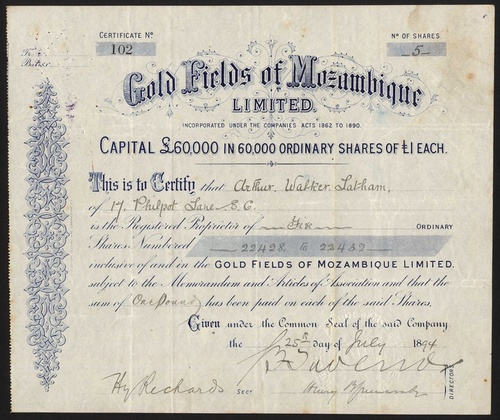 CERTIFICATE Nº
Nº OF SHARES
102
5
Gold Fields of Mozambique
LIMITED.
INCORPORATED UNDER THE COMPANIES ACTS 1862 TO 1890.
CAPITAL £60,000 IN 60,000 ORDINARY SHARES OF £1 EACH.
This is to Certify that Arthur Walker Latham,
of 17 Philpot Lane E.C.
is the Registered Proprietor of Five ORDINARY
Shares Numbered 22428 to 22432
inclusive of and in the GOLD FIELDS OF MOZAMBIQUE LIMITED,
subject to the Memorandum and Articles of Association and that the
sum of One Pound has been paid on each of the said Shares.
Given under the Common Seal of the said Company
the 25th day of July 1894
Hy Richards SECY
DIRECTORS